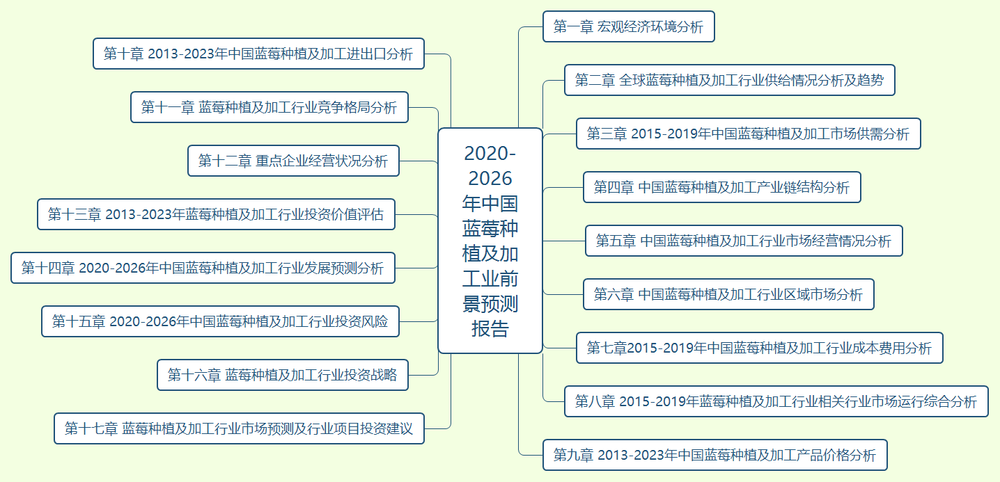 2020-
2026
年中国
蓝莓种
植及加
工业前
景预测
报告
第一章 宏观经济环境分析
第二章 全球蓝莓种植及加工行业供给情况分析及趋势
第三章 2015-2019年中国蓝莓种植及加工市场供需分析
第四章 中国蓝莓种植及加工产业链结构分析
第五章 中国蓝莓种植及加工行业市场经营情况分析
第六章 中国蓝莓种植及加工行业区域市场分析
第七章2015-2019年中国蓝莓种植及加工行业成本费用分析
第八章 2015-2019年蓝莓种植及加工行业相关行业市场运行综合分析
第九章 2013-2023年中国蓝莓种植及加工产品价格分析
第十章 2013-2023年中国蓝莓种植及加工进出口分析
第十一章 蓝莓种植及加工行业竞争格局分析
第十二章 重点企业经营状况分析
第十三章 2013-2023年蓝莓种植及加工行业投资价值评估
第十四章 2020-2026年中国蓝莓种植及加工行业发展预测分析
第十五章 2020-2026年中国蓝莓种植及加工行业投资风险
第十六章 蓝莓种植及加工行业投资战略
第十七章 蓝莓种植及加工行业市场预测及行业项目投资建议